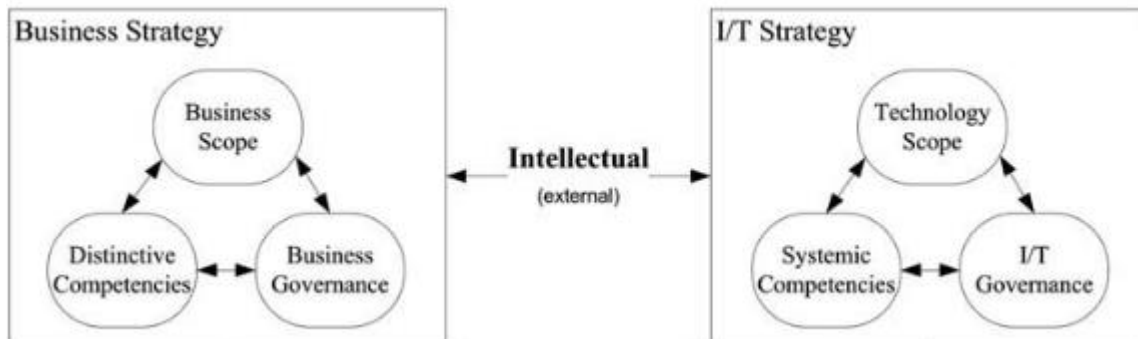 Business Strategy
Business
Scope
Distinctive
Competencies
Business
Governance
Intellectual
(external)
I/T Strategy
Technology
Scope
Systemic
Competencies
I/T
Governance